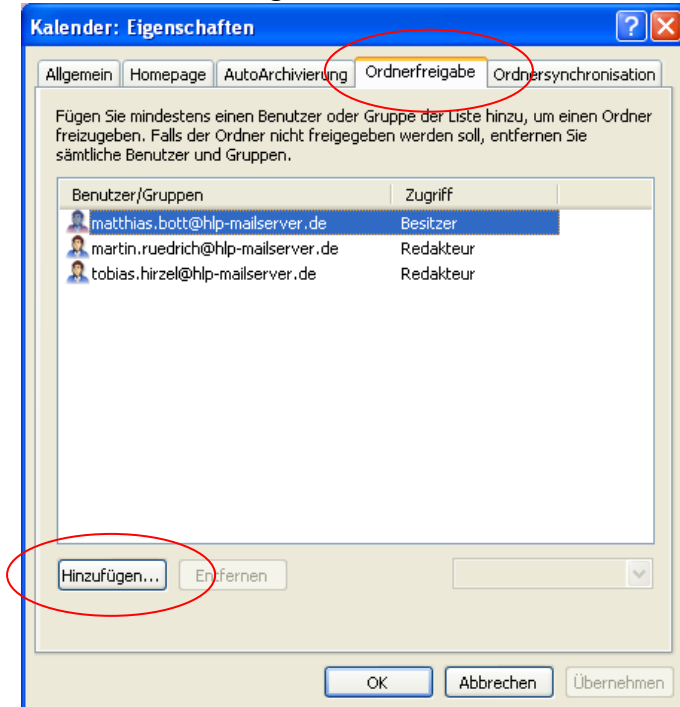 Kalender: Eigenschaften
Allgemein Homepage AutoArchivierung Ordnerfreigabe Ordnersynchronisation
Fügen Sie mindestens einen Benutzer oder Gruppe der Liste hinzu, um einen Ordner
freizugeben. Falls der Ordner nicht freigegeben werden soll, entfernen Sie
sämtliche Benutzer und Gruppen.
Benutzer/Gruppen Zugriff
matthias.bott@hlp-mailserver.de Besitzer
martin.ruedrich@hlp-mailserver.de Redakteur
tobias.hirzel@hlp-mailserver.de Redakteur
Hinzufügen... Entfernen
OK Abbrechen Übernehmen